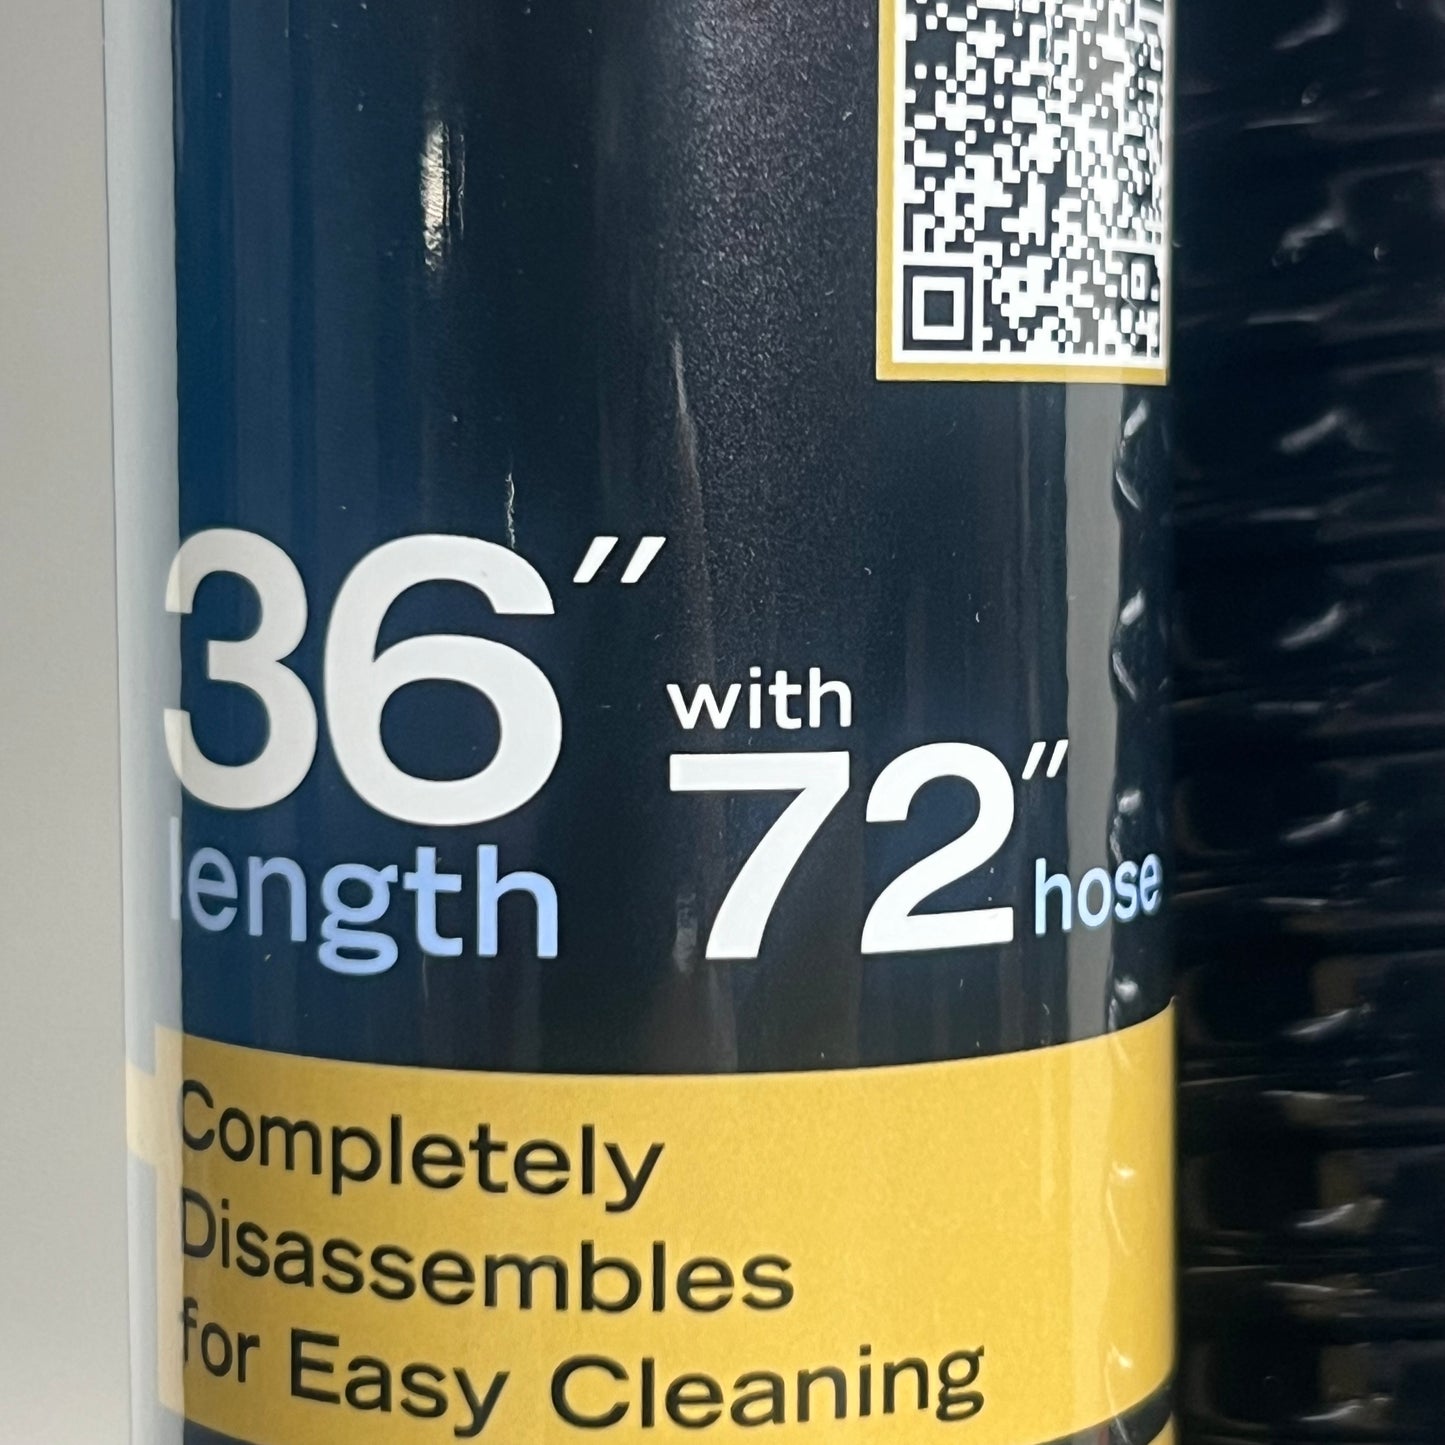 36″
length
with
72″
hose
Completely
Disassembles
for Easy Cleaning